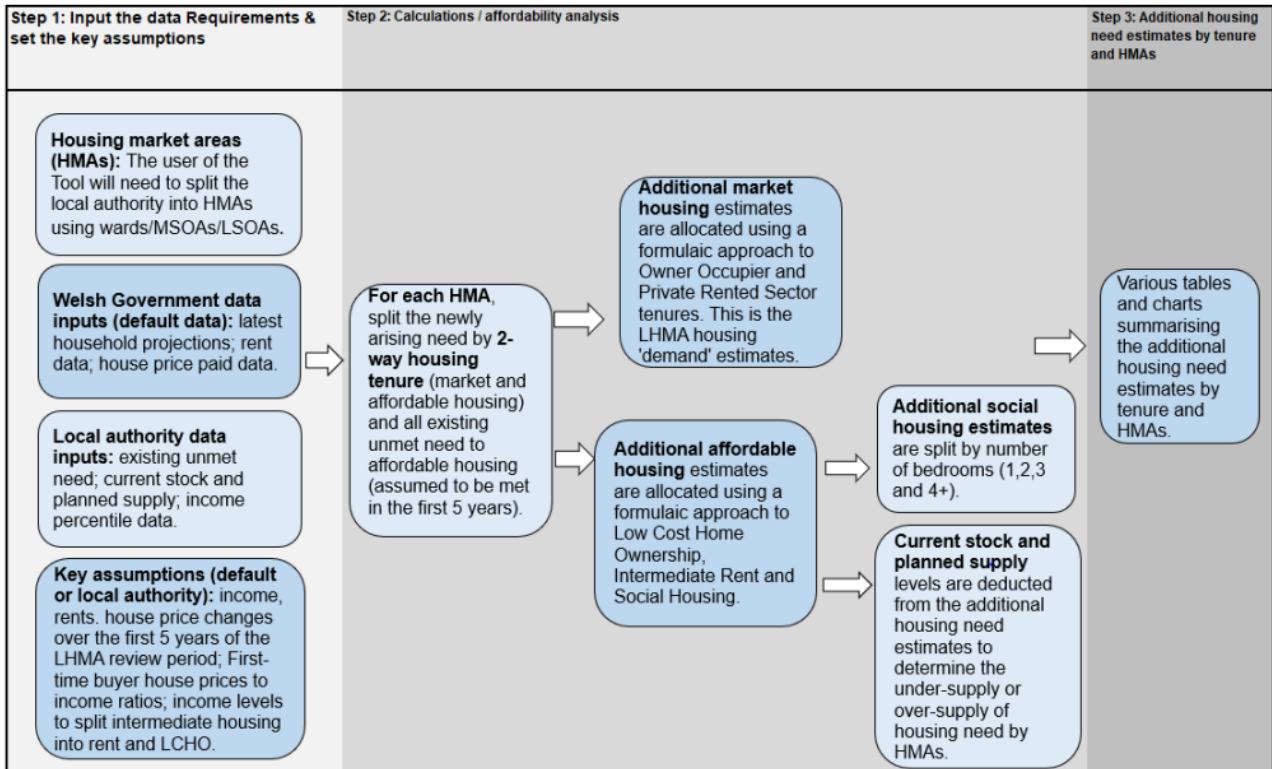 Step 1: Input the data Requirements &
set the key assumptions
Step 2: Calculations / affordability analysis
Step 3: Additional housing
need estimates by tenure
and HMAs
Housing market areas
(HMAs): The user of the
Tool will need to split the
local authority into HMAs
using wards/MSOAs/LSOAs.
Welsh Government data
inputs (default data): latest
household projections; rent
data; house price paid data.
Local authority data
inputs: existing unmet
need; current stock and
planned supply; income
percentile data.
Key assumptions (default
or local authority): income,
rents. house price changes
over the first 5 years of the
LHMA review period; First-
time buyer house prices to
income ratios; income levels
to split intermediate housing
into rent and LCHO.
For each HMA,
split the newly
arising need by 2-
way housing
tenure (market and
affordable housing)
and all existing
unmet need to
affordable housing
(assumed to be met
in the first 5 years).
Additional market
housing estimates
are allocated using a
formulaic approach to
Owner Occupier and
Private Rented Sector
tenures. This is the
LHMA housing
'demand' estimates.
Additional affordable
housing estimates
are allocated using a
formulaic approach to
Low Cost Home
Ownership,
Intermediate Rent and
Social Housing.
Additional social
housing estimates
are split by number
of bedrooms (1,2,3
and 4+).
Current stock and
planned supply
levels are deducted
from the additional
housing need
estimates to
determine the
under-supply or
over-supply of
housing need by
HMAs.
Various tables
and charts
summarising
the additional
housing need
estimates by
tenure and
HMAs.